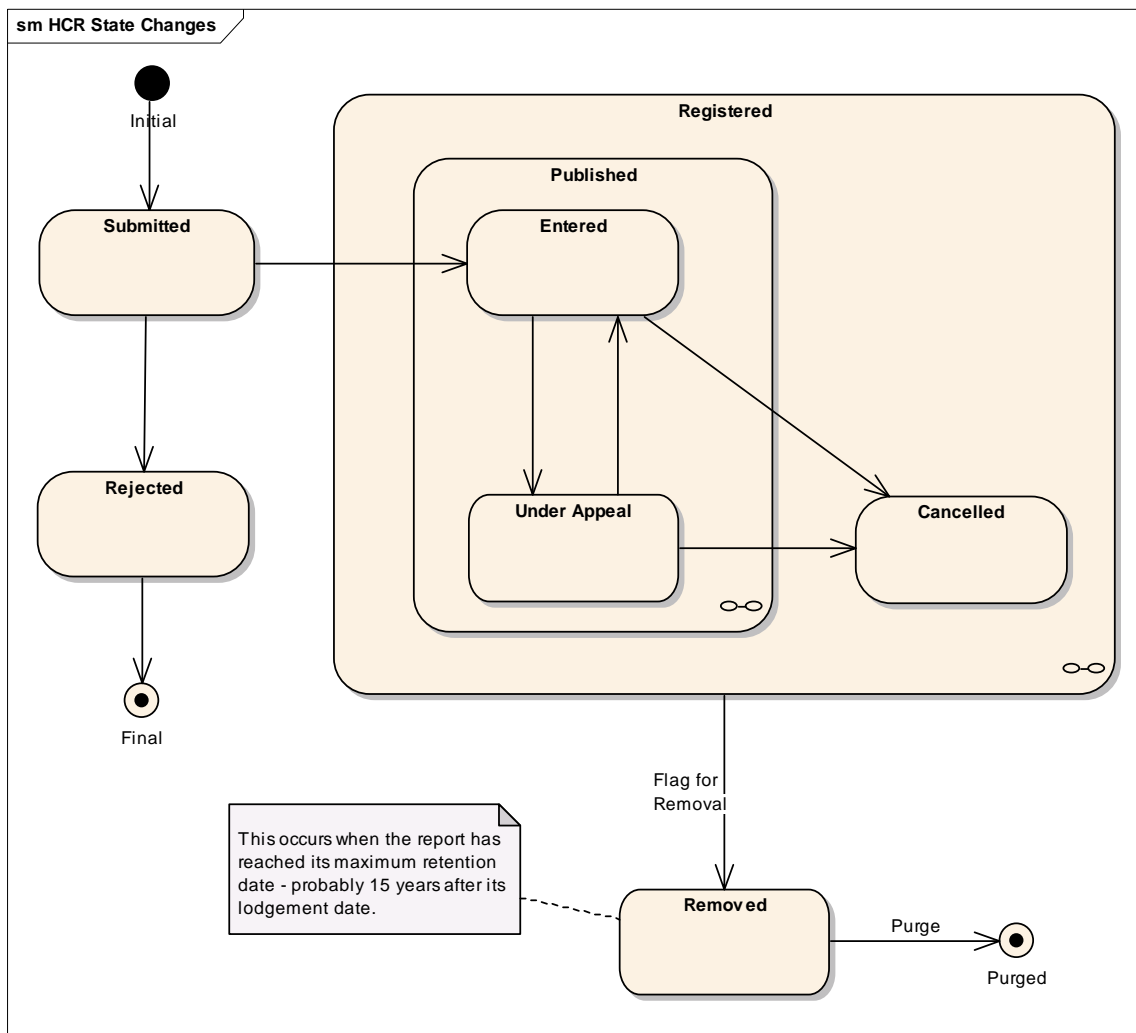 sm HCR State Changes
Initial
Registered
Published
Submitted
Entered
Rejected
Under Appeal
Cancelled
Final
Flag for
Removal
This occurs when the report has
reached its maximum retention
date - probably 15 years after its
lodgement date.
Removed
Purge
Purged